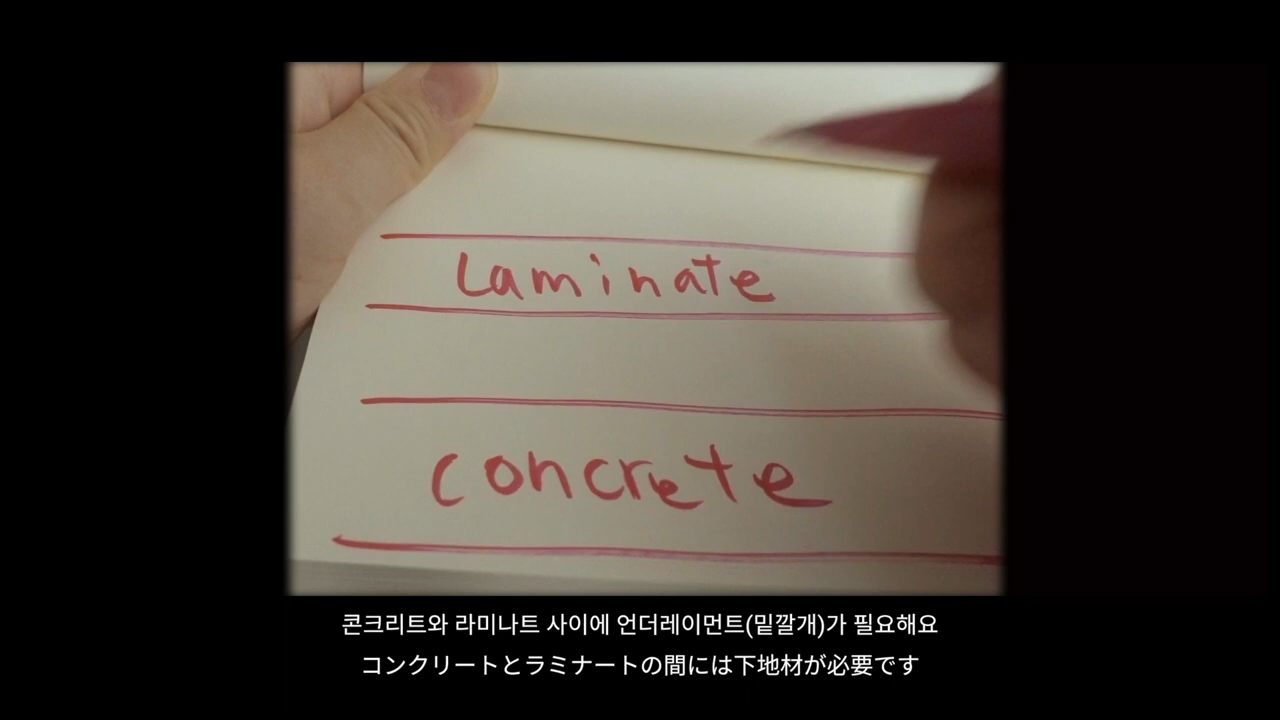 Laminate
concrete
콘크리트와 라미나트 사이에 언더레이먼트(밑깔개)가 필요해요
コンクリートとラミナートの間には下地材が必要です